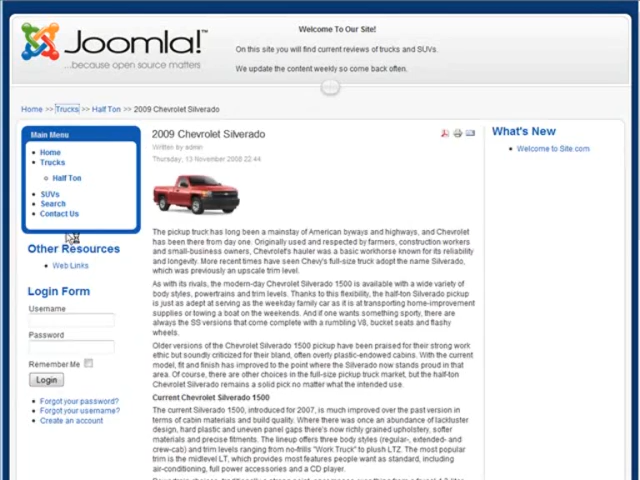 Joomla!™
...because open source matters
Welcome To Our Site!
On this site you will find current reviews of trucks and SUVs.
We update the content weekly so come back often.
Home >> Trucks >> Half Ton >> 2009 Chevrolet Silverado
Main Menu
Home
Trucks
Half Ton
SUVs
Search
Contact Us
Other Resources
Web Links
Login Form
Username
Password
Remember Me
Login
Forgot your password?
Forgot your username?
Create an account
2009 Chevrolet Silverado
Written by admin
Thursday, 13 November 2008 22:44
The pickup truck has long been a mainstay of American byways and highways, and Chevrolet
has been there from day one. Originally used and respected by farmers, construction workers
and small-business owners, Chevrolet's hauler was a basic workhorse known for its reliability
and longevity. More recent times have seen Chevy's full-size truck adopt the name Silverado,
which was previously an upscale trim level.
As with its rivals, the modern-day Chevrolet Silverado 1500 is available with a wide variety of
body styles, powertrains and trim levels. Thanks to this flexibility, the half-ton Silverado pickup
is just as adept at serving as the weekday family car as it is at transporting home-improvement
supplies or towing a boat on the weekends. And if one wants something sporty, there are
always the SS versions that come complete with a rumbling V8, bucket seats and flashy
wheels.
Older versions of the Chevrolet Silverado 1500 pickup have been praised for their strong work
ethic but soundly criticized for their bland, often overly plastic-endowed cabins. With the current
model, fit and finish has improved to the point where the Silverado now stands proud in that
area. Of course, there are other choices in the full-size pickup truck market, but the half-ton
Chevrolet Silverado remains a solid pick no matter what the intended use.
Current Chevrolet Silverado 1500
The current Silverado 1500, introduced for 2007, is much improved over the past version in
terms of cabin materials and build quality. Where there was once an abundance of lackluster
design, hard plastic and uneven panel gaps there's now richly grained upholstery, softer
materials and precise fitments. The lineup offers three body styles (regular-, extended- and
crew-cab) and trim levels ranging from no-frills "Work Truck" to plush LTZ. The most popular
trim is the midlevel LT, which provides most features people want as standard, including
air-conditioning, full power accessories and a CD player.
What's New
Welcome to Site.com